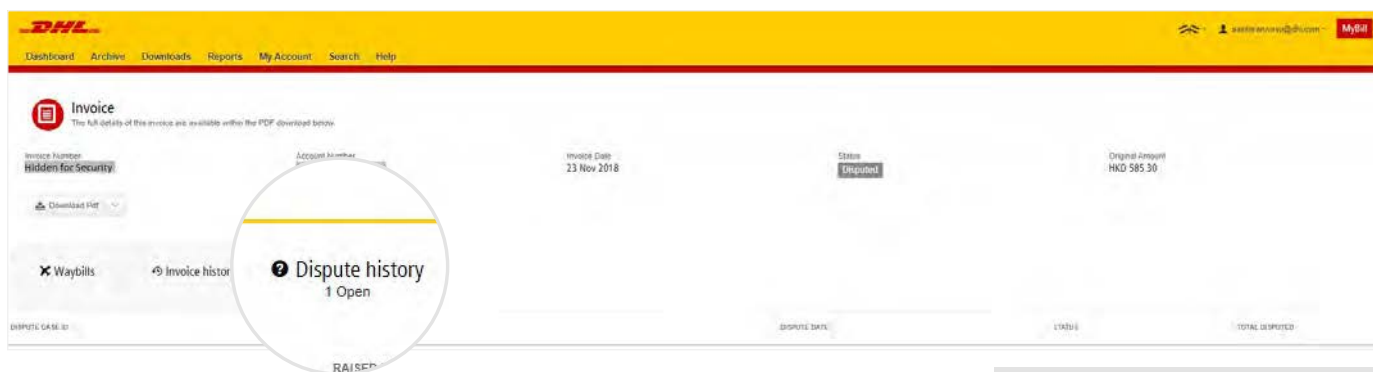 DHL
MyBill
Dashboard Archive Downloads Reports My Account Search Help
Invoice
The full details of this invoice are available within the PDF download below.
Invoice Number Account Number Invoice Date Status Original Amount
Hidden for Security 23 Nov 2018 Disputed HKD 585.30
Download Pdf
Waybills Invoice histor Dispute history
1 Open
DISPUTE CASE ID DISPUTE DATE STATUS TOTAL DISPUTED
RAISED